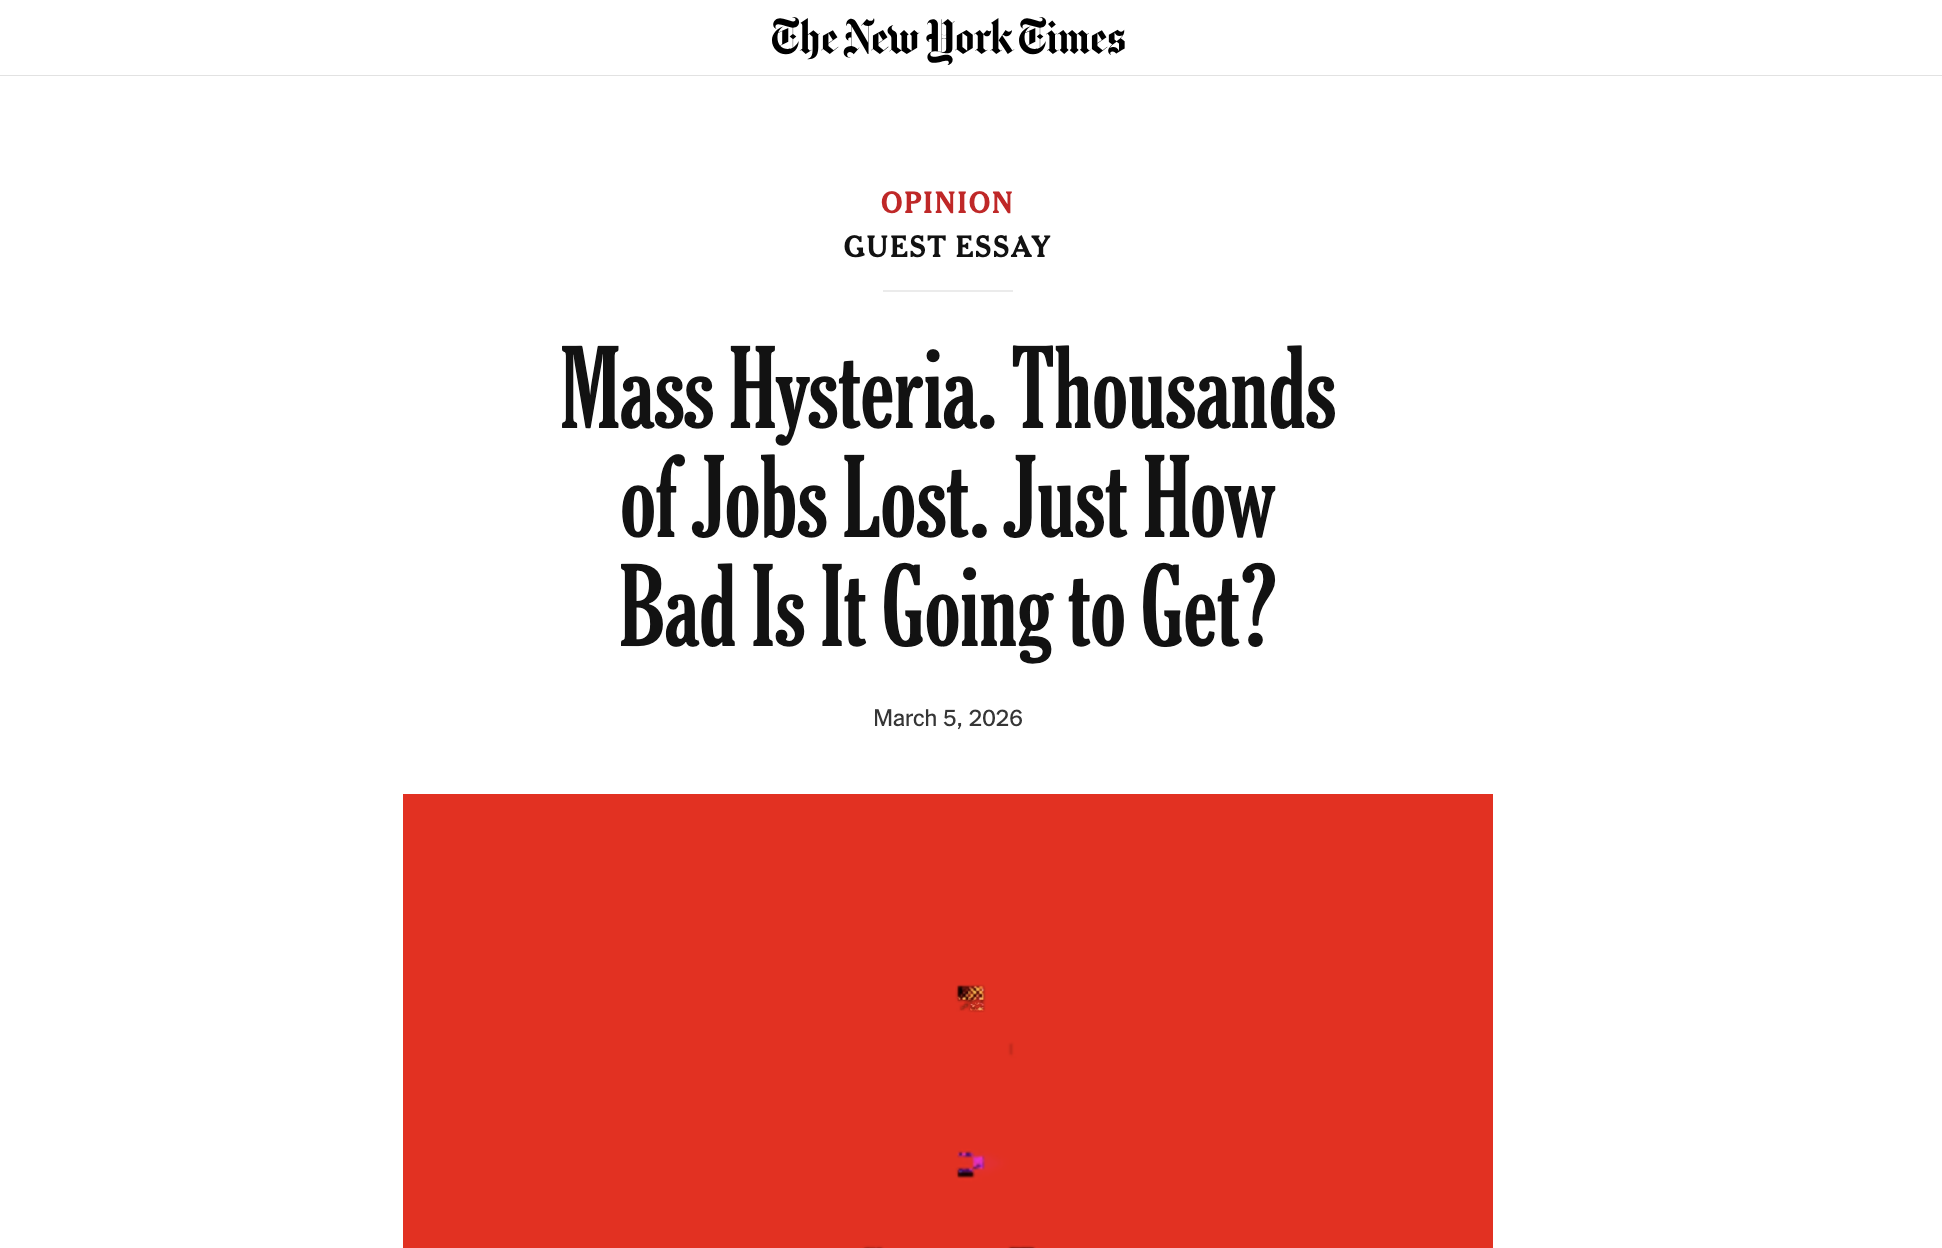 The New York Times
OPINION
GUEST ESSAY
Mass Hysteria. Thousands
of Jobs Lost. Just How
Bad Is It Going to Get?
March 5, 2026